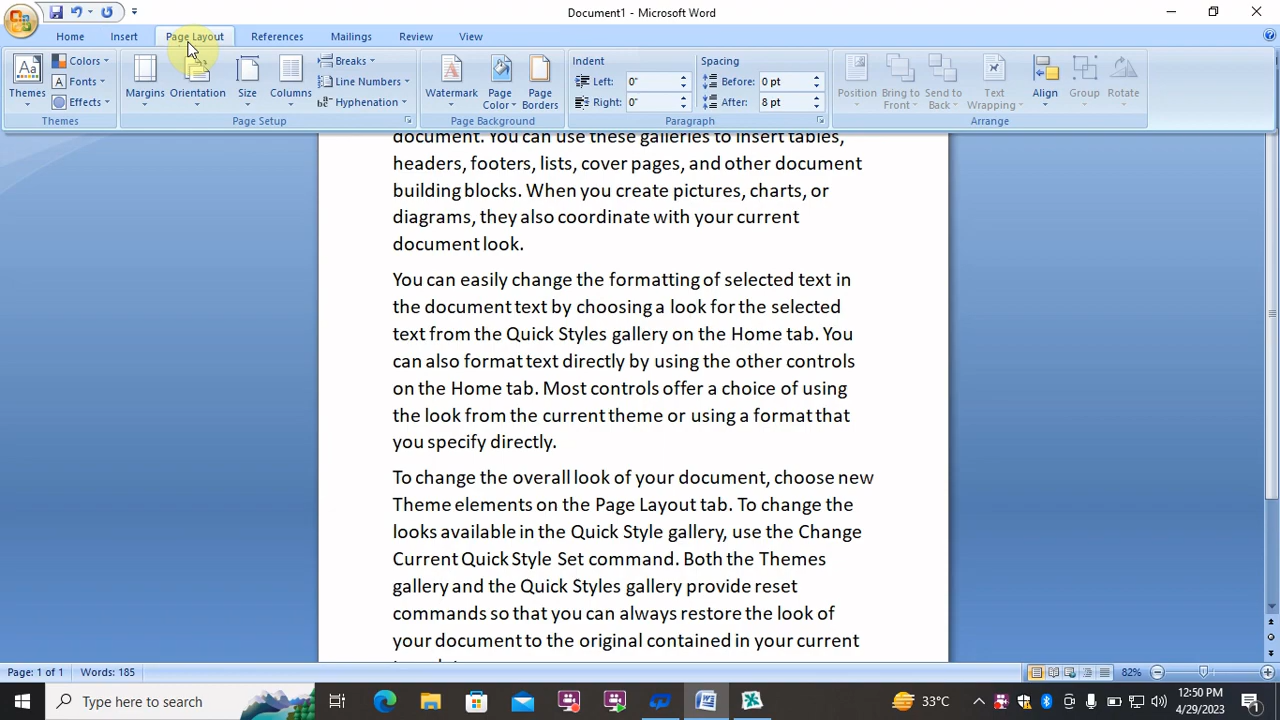 Document1 - Microsoft Word
Home Insert Page Layout References Mailings Review View
Themes Colors Fonts Effects
Margins Orientation Size Columns Breaks Line Numbers Hyphenation
Watermark Page Color Page Borders
Indent Spacing
Left: 0" Before: 0 pt
Right: 0" After: 8 pt
Position Bring to Front Send to Back Text Wrapping Align Group Rotate
Themes Page Setup Page Background Paragraph Arrange
document. You can use these galleries to insert tables,
headers, footers, lists, cover pages, and other document
building blocks. When you create pictures, charts, or
diagrams, they also coordinate with your current
document look.
You can easily change the formatting of selected text in
the document text by choosing a look for the selected
text from the Quick Styles gallery on the Home tab. You
can also format text directly by using the other controls
on the Home tab. Most controls offer a choice of using
the look from the current theme or using a format that
you specify directly.
To change the overall look of your document, choose new
Theme elements on the Page Layout tab. To change the
looks available in the Quick Style gallery, use the Change
Current Quick Style Set command. Both the Themes
gallery and the Quick Styles gallery provide reset
commands so that you can always restore the look of
your document to the original contained in your current
Page: 1 of 1 Words: 185 82%
Type here to search 33°C 12:50 PM
4/29/2023